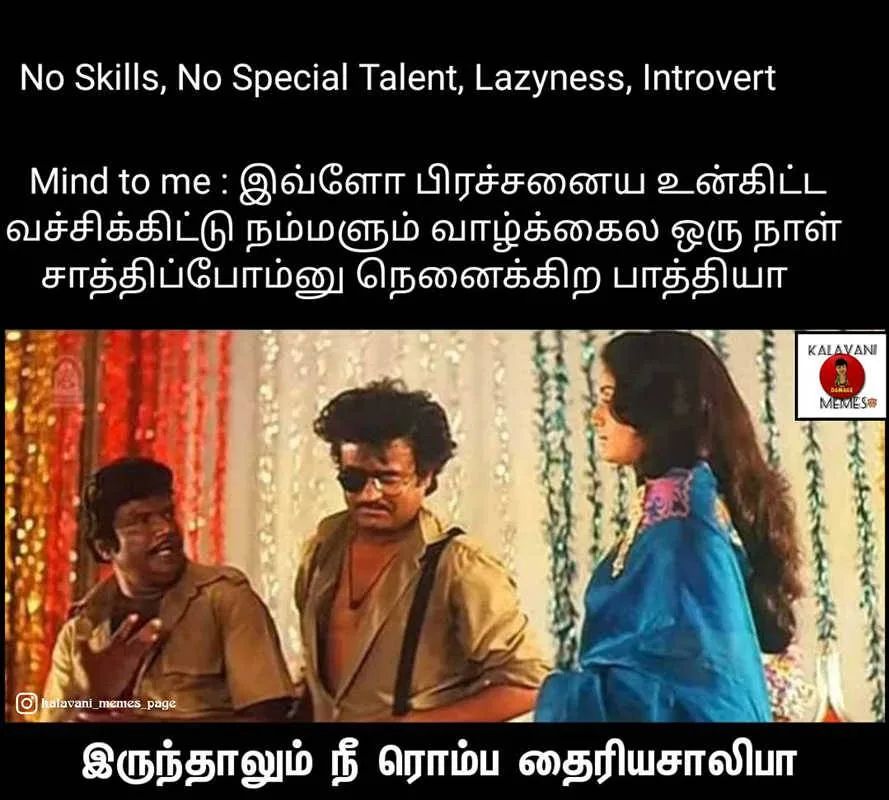 No Skills, No Special Talent, Lazyness, Introvert
Mind to me : இவ்ளோ பிரச்சனைய உன்கிட்ட
வச்சிக்கிட்டு நம்மளும் வாழ்க்கைல ஒரு நாள்
சாத்திப்போம்னு நெனைக்கிற பாத்தியா
KALAVANI
DAMAGE
MEMES
kalavani_memes_page
இருந்தாலும் நீ ரொம்ப தைரியசாலிபா